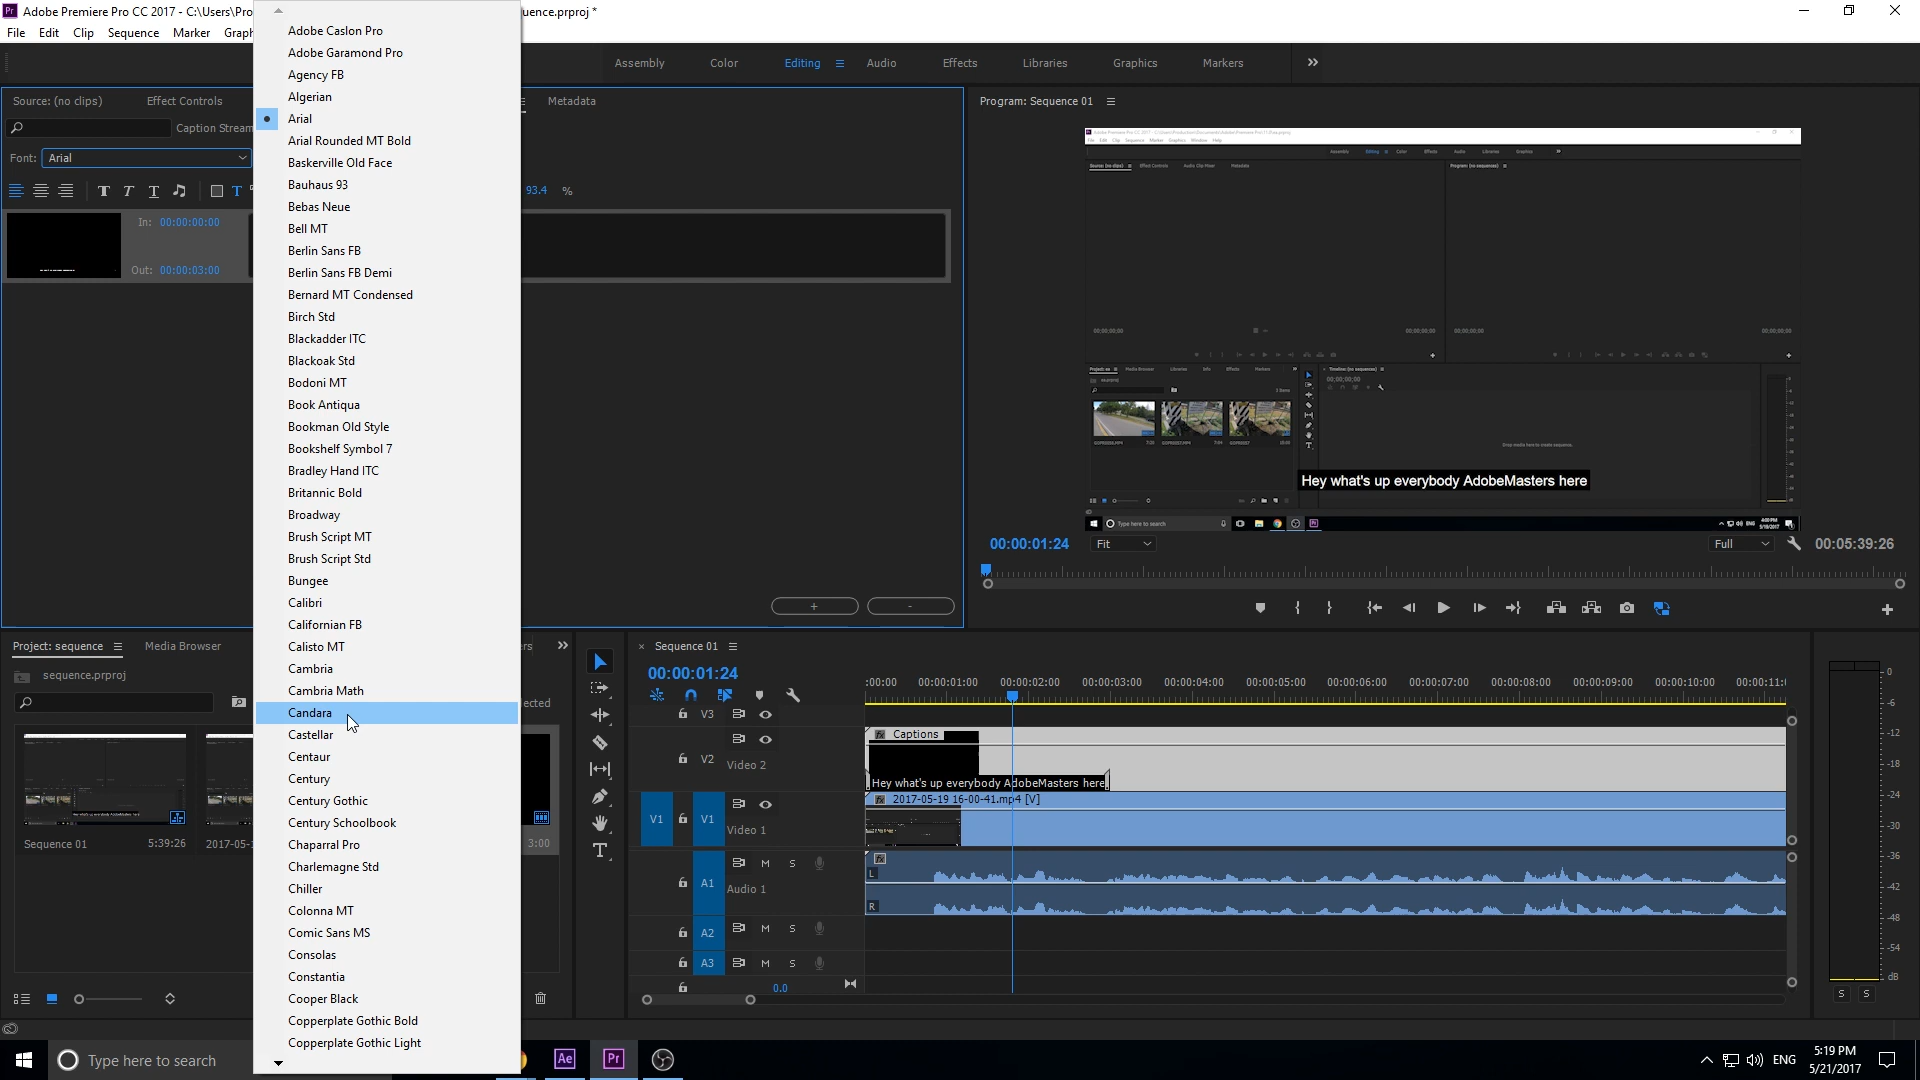 Adobe Premiere Pro CC 2017 - C:\Users\Pro
uence.prproj *
File Edit Clip Sequence Marker Graph
Assembly Color Editing Audio Effects Libraries Graphics Markers
Source: (no clips) Effect Controls Metadata
Caption Stream
Font: Arial
93.4 %
In: 00:00:00:00
Out: 00:00:03:00
+ -
Adobe Caslon Pro
Adobe Garamond Pro
Agency FB
Algerian
Arial
Arial Rounded MT Bold
Baskerville Old Face
Bauhaus 93
Bebas Neue
Bell MT
Berlin Sans FB
Berlin Sans FB Demi
Bernard MT Condensed
Birch Std
Blackadder ITC
Blackoak Std
Bodoni MT
Book Antiqua
Bookman Old Style
Bookshelf Symbol 7
Bradley Hand ITC
Britannic Bold
Broadway
Brush Script MT
Brush Script Std
Bungee
Calibri
Californian FB
Calisto MT
Cambria
Cambria Math
Candara
Castellar
Centaur
Century
Century Gothic
Century Schoolbook
Chaparral Pro
Charlemagne Std
Chiller
Colonna MT
Comic Sans MS
Consolas
Constantia
Cooper Black
Copperplate Gothic Bold
Copperplate Gothic Light
Program: Sequence 01
Hey what's up everybody AdobeMasters here
Type here to search
00:00:01:24 Fit Full 00:05:39:26
Project: sequence Media Browser
sequence.prproj
lected
Sequence 01 5:39:26 2017-05- 3:00
Sequence 01
00:00:01:24
:00:00 00:00:01:00 00:00:02:00 00:00:03:00 00:00:04:00 00:00:05:00 00:00:06:00 00:00:07:00 00:00:08:00 00:00:09:00 00:00:10:00 00:00:11:
V3
V2 Video 2
Captions
Hey what's up everybody AdobeMasters here
V1 V1 Video 1
2017-05-19 16-00-41.mp4 [V]
A1 M S Audio 1
L
R
A2 M S
A3 M S
0.0
0
-6
-12
-18
-24
-30
-36
-42
-48
-54
dB
S S
Type here to search
Ae Pr
ENG
5:19 PM
5/21/2017